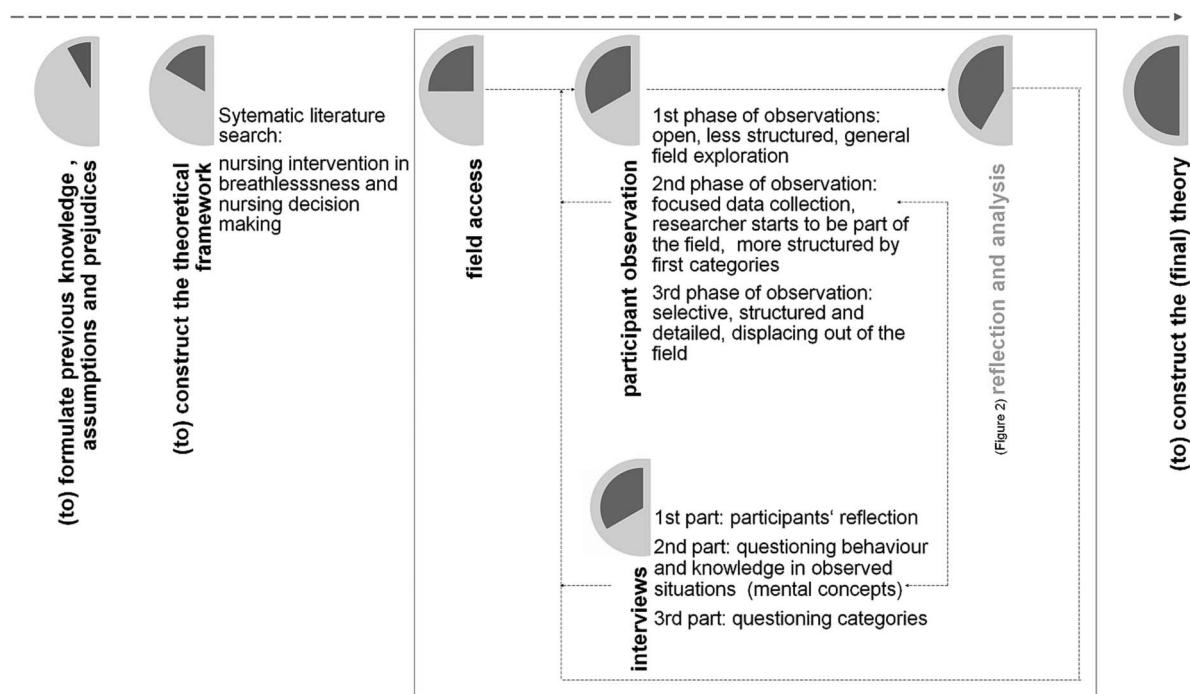 (to) formulate previous knowledge ,
assumptions and prejudices
(to) construct the theoretical
framework
Sytematic literature
search:
nursing intervention in
breathlesssness and
nursing decision
making
field access
participant observation
1st phase of observations:
open, less structured, general
field exploration
2nd phase of observation:
focused data collection,
researcher starts to be part of
the field, more structured by
first categories
3rd phase of observation:
selective, structured and
detailed, displacing out of the
field
interviews
1st part: participants‘ reflection
2nd part: questioning behaviour
and knowledge in observed
situations (mental concepts)
3rd part: questioning categories
(Figure 2) reflection and analysis
(to) construct the (final) theory